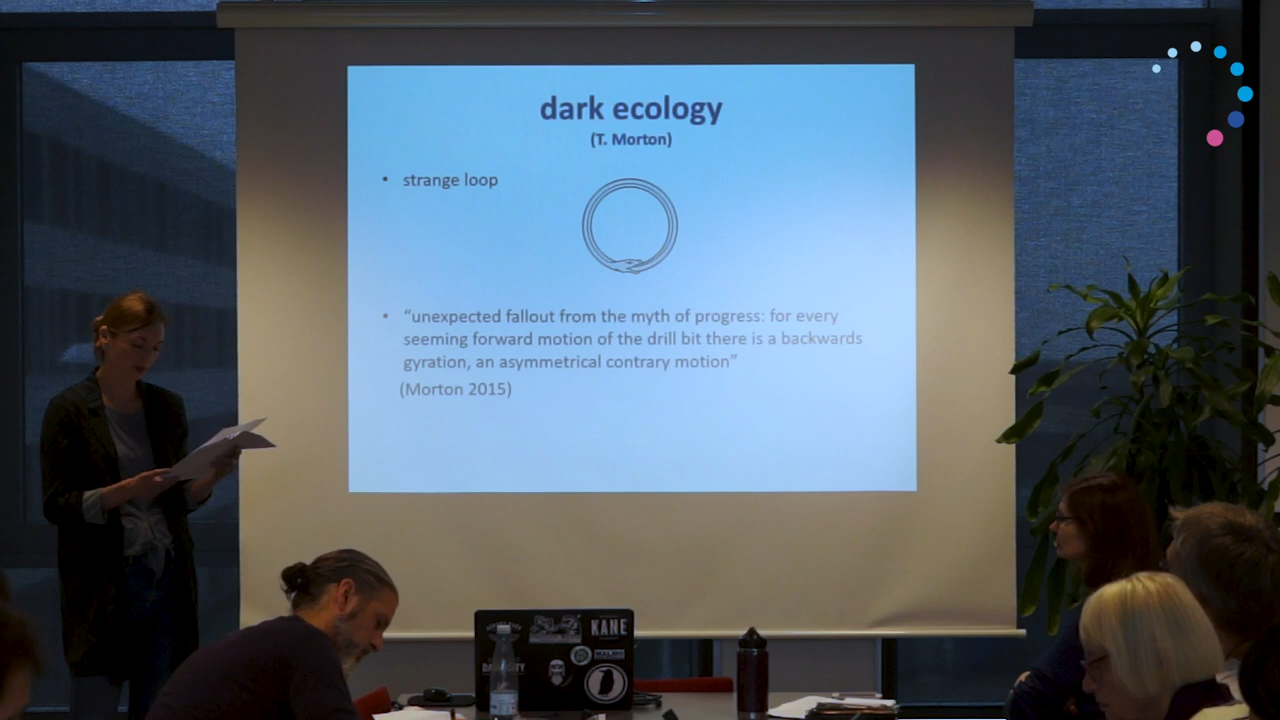 dark ecology
(T. Morton)
• strange loop
• “unexpected fallout from the myth of progress: for every
seeming forward motion of the drill bit there is a backwards
gyration, an asymmetrical contrary motion”
(Morton 2015)
KANE
MALMO